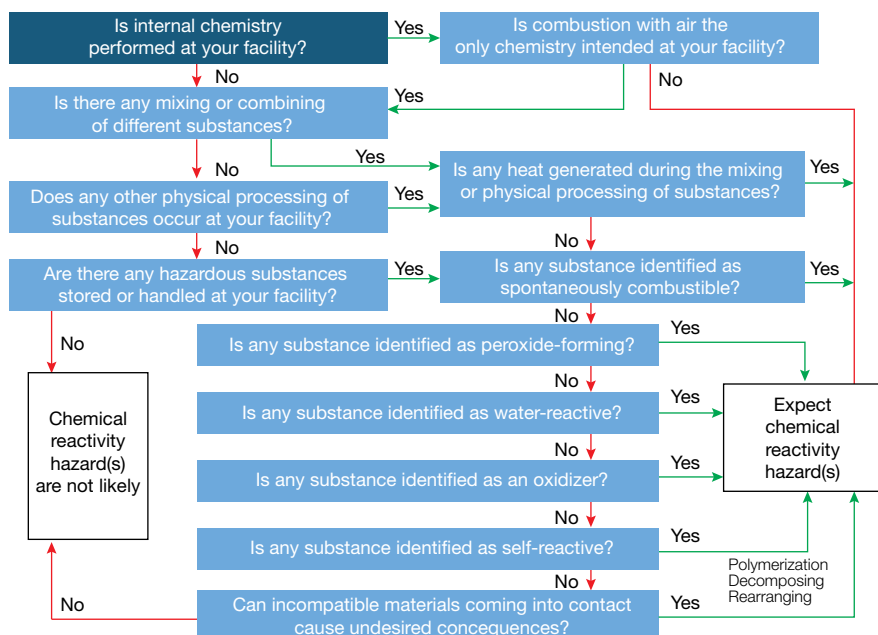 Is internal chemistry
performed at your facility?
Yes
Is combustion with air the
only chemistry intended at your facility?
No
No
Is there any mixing or combining
of different substances?
Yes
Yes
No
Is any heat generated during the mixing
or physical processing of substances?
Yes
Does any other physical processing of
substances occur at your facility?
Yes
No
No
Are there any hazardous substances
stored or handled at your facility?
Yes
Is any substance identified as
spontaneously combustible?
Yes
No
No
Is any substance identified as peroxide-forming?
Yes
No
Chemical
reactivity
hazard(s)
are not likely
Is any substance identified as water-reactive?
Yes
Expect
chemical
reactivity
hazard(s)
No
Is any substance identified as an oxidizer?
Yes
No
Is any substance identified as self-reactive?
Yes
Polymerization
Decomposing
Rearranging
No
No
Can incompatible materials coming into contact
cause undesired concequences?
Yes